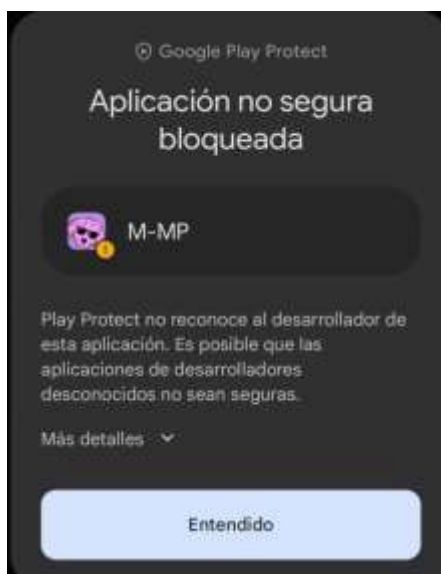 Google Play Protect
Aplicación no segura
bloqueada
M-MP
Play Protect no reconoce al desarrollador de
esta aplicación. Es posible que las
aplicaciones de desarrolladores
desconocidos no sean seguras.
Más detalles
Entendido